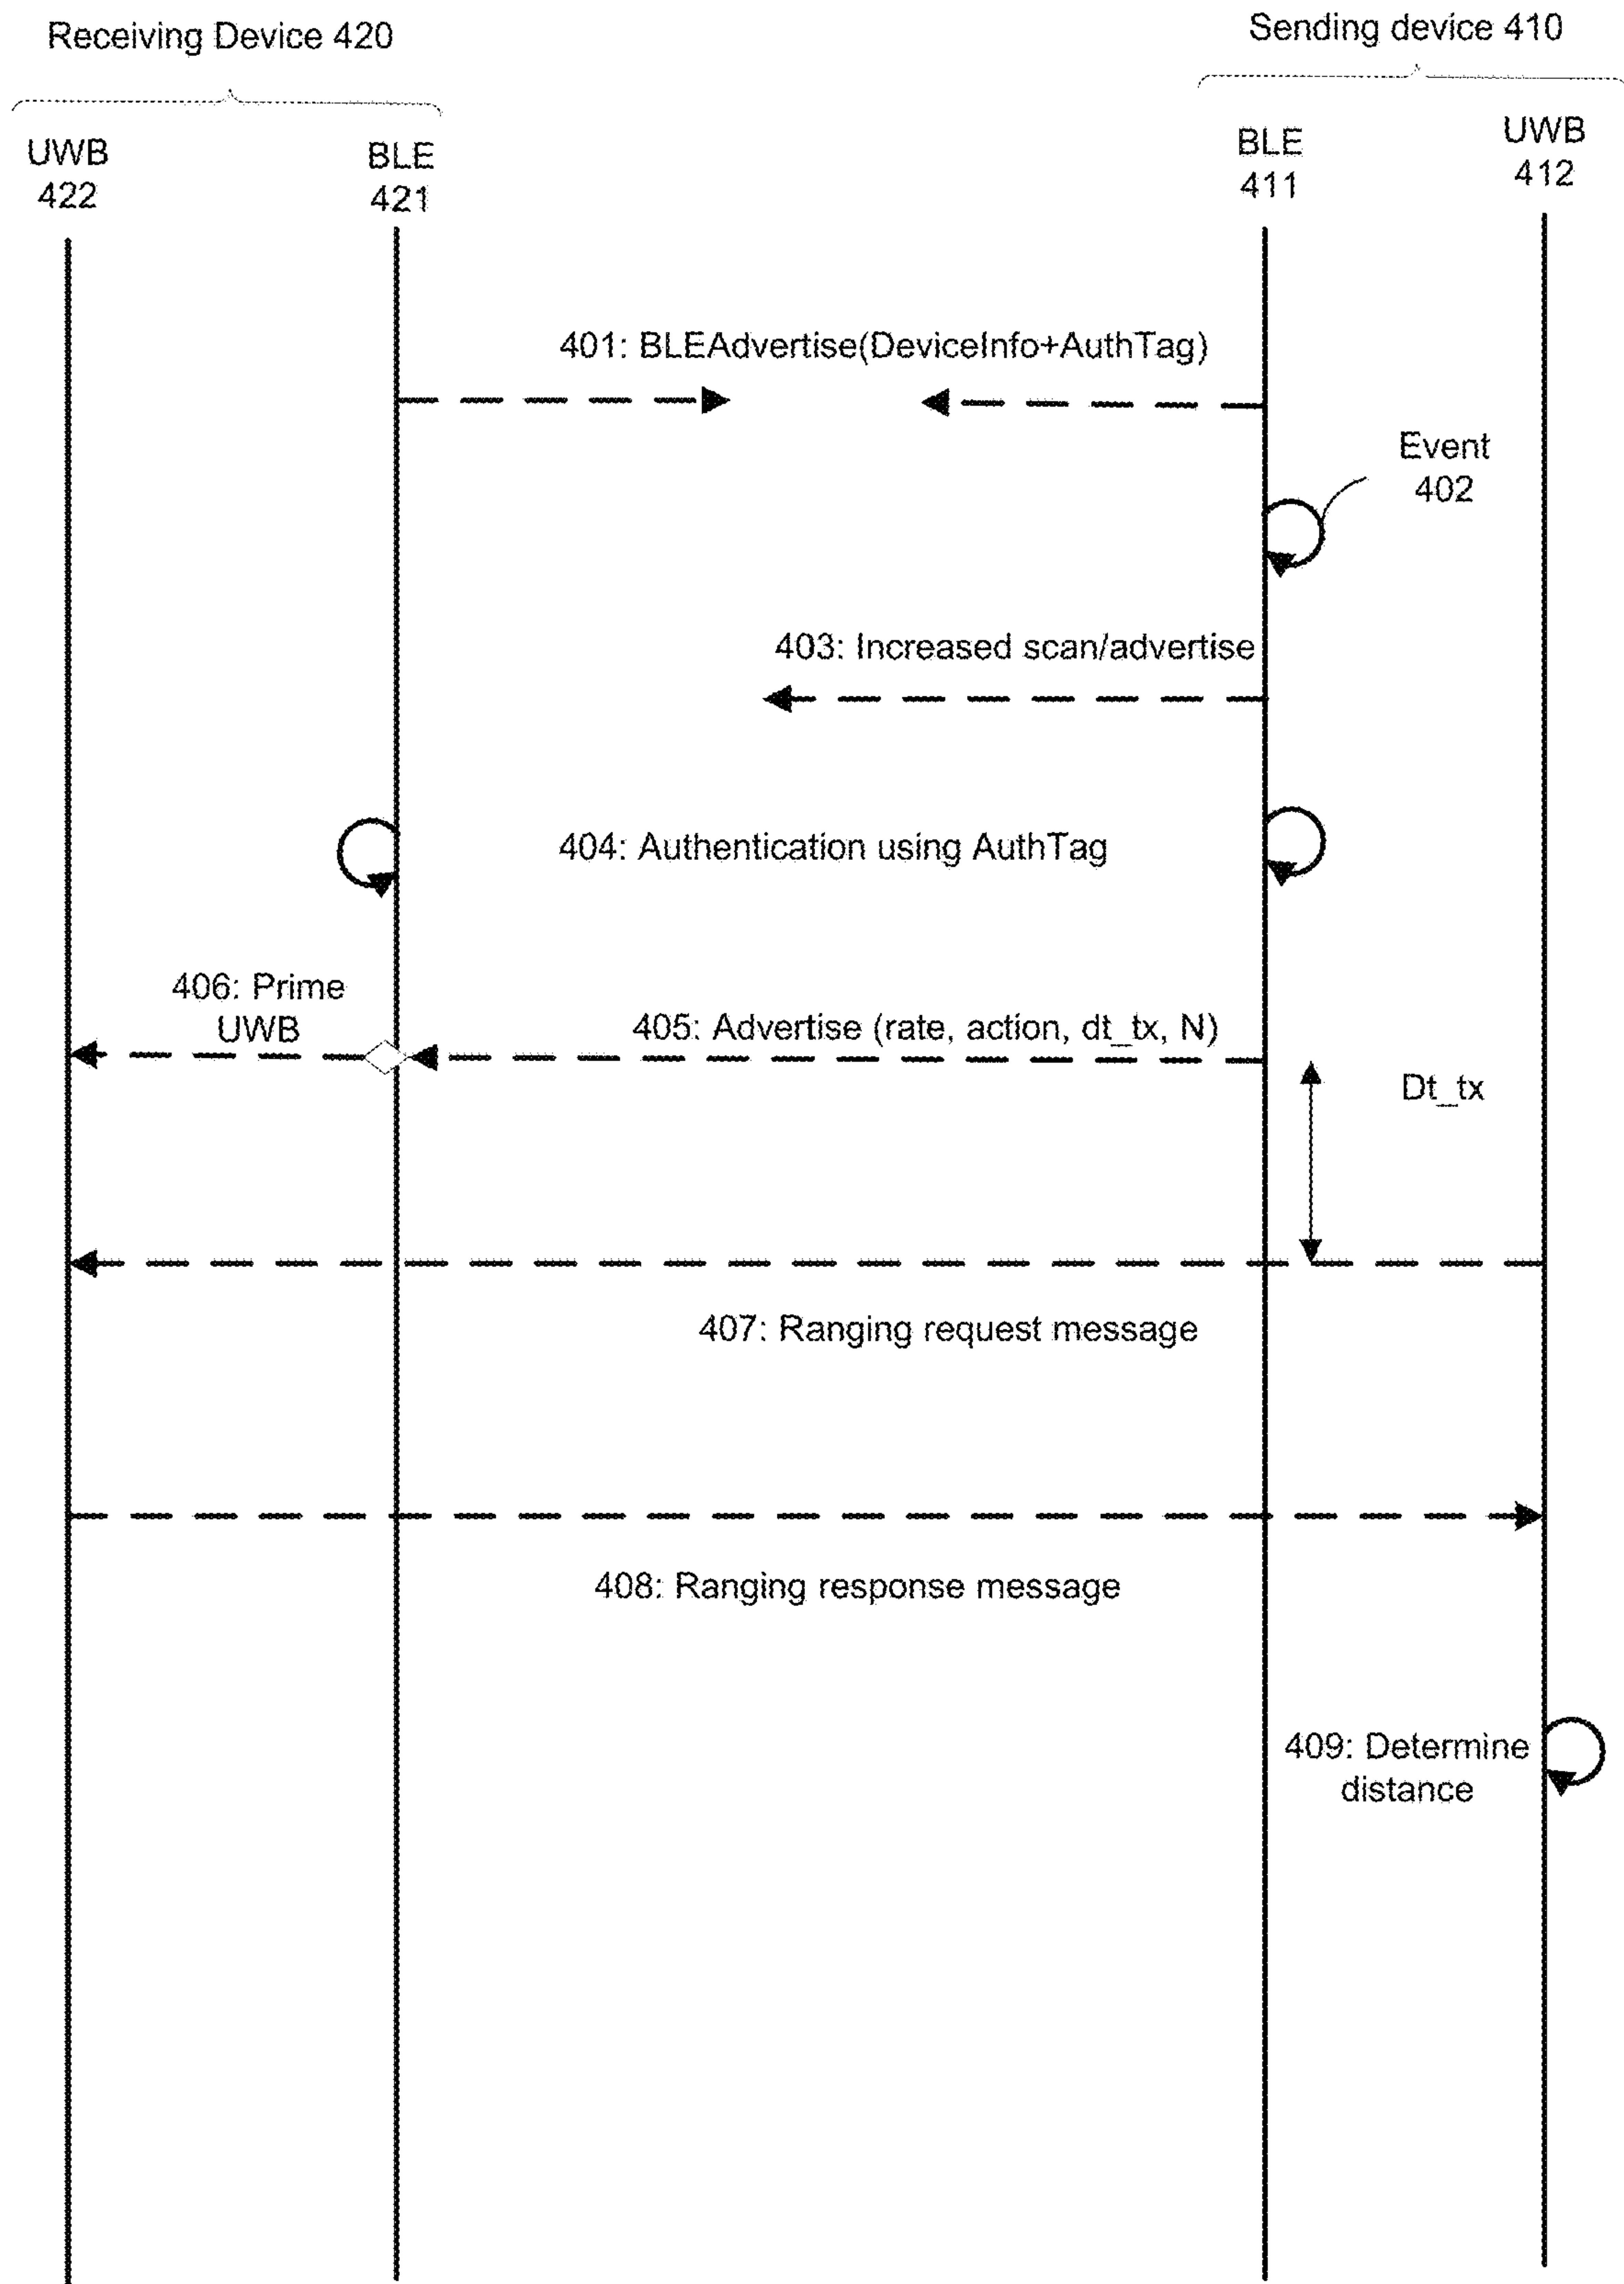 Receiving Device 420
Sending device 410
UWB
422
BLE
421
BLE
411
UWB
412
401: BLEAdvertise(DeviceInfo+AuthTag)
Event
402
403: Increased scan/advertise
404: Authentication using AuthTag
406: Prime
UWB
405: Advertise (rate, action, dt_tx, N)
Dt_tx
407: Ranging request message
408: Ranging response message
409: Determine
distance